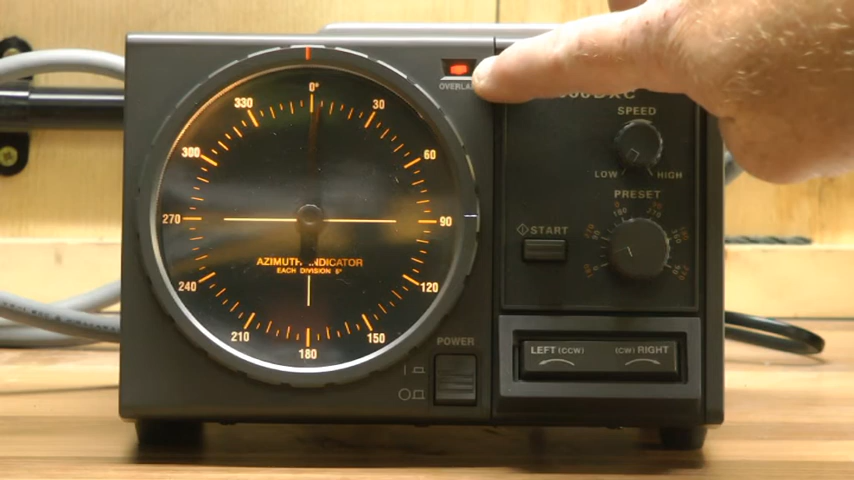 OVERLAP
0°
30
60
90
120
150
180
210
240
270
300
330
AZIMUTH INDICATOR
EACH DIVISION 5°
POWER
SPEED
LOW HIGH
PRESET
START
LEFT (CCW) (CW) RIGHT